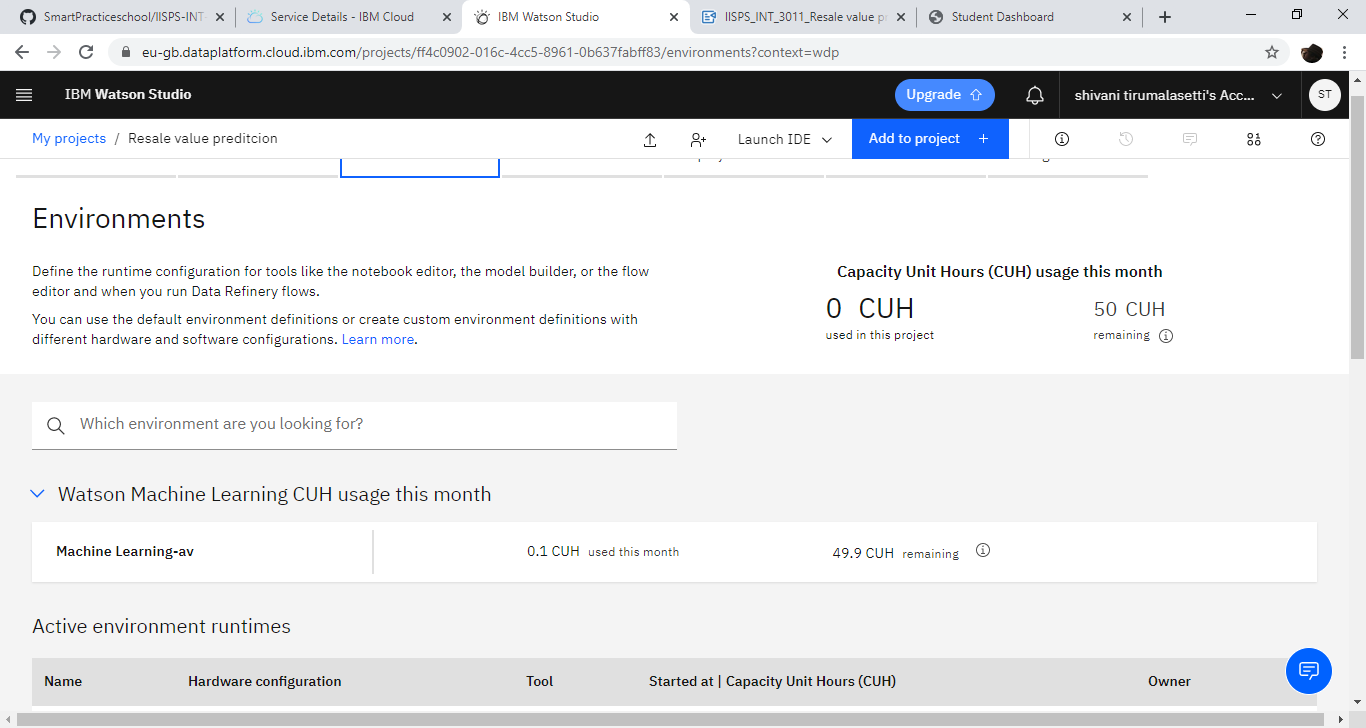 SmartPracticeschool/IISPS-INT
Service Details - IBM Cloud
IBM Watson Studio
IISPS_INT_3011_Resale value pr
Student Dashboard
eu-gb.dataplatform.cloud.ibm.com/projects/ff4c0902-016c-4cc5-8961-0b637fabff83/environments?context=wdp
IBM Watson Studio
Upgrade
shivani tirumalasetti's Acc...
ST
My projects / Resale value preditcion
Launch IDE
Add to project +
Environments
Define the runtime configuration for tools like the notebook editor, the model builder, or the flow
editor and when you run Data Refinery flows.
You can use the default environment definitions or create custom environment definitions with
different hardware and software configurations. Learn more.
Capacity Unit Hours (CUH) usage this month
0 CUH
used in this project
50 CUH
remaining
Which environment are you looking for?
Watson Machine Learning CUH usage this month
Machine Learning-av
0.1 CUH used this month
49.9 CUH remaining
Active environment runtimes
Name
Hardware configuration
Tool
Started at | Capacity Unit Hours (CUH)
Owner